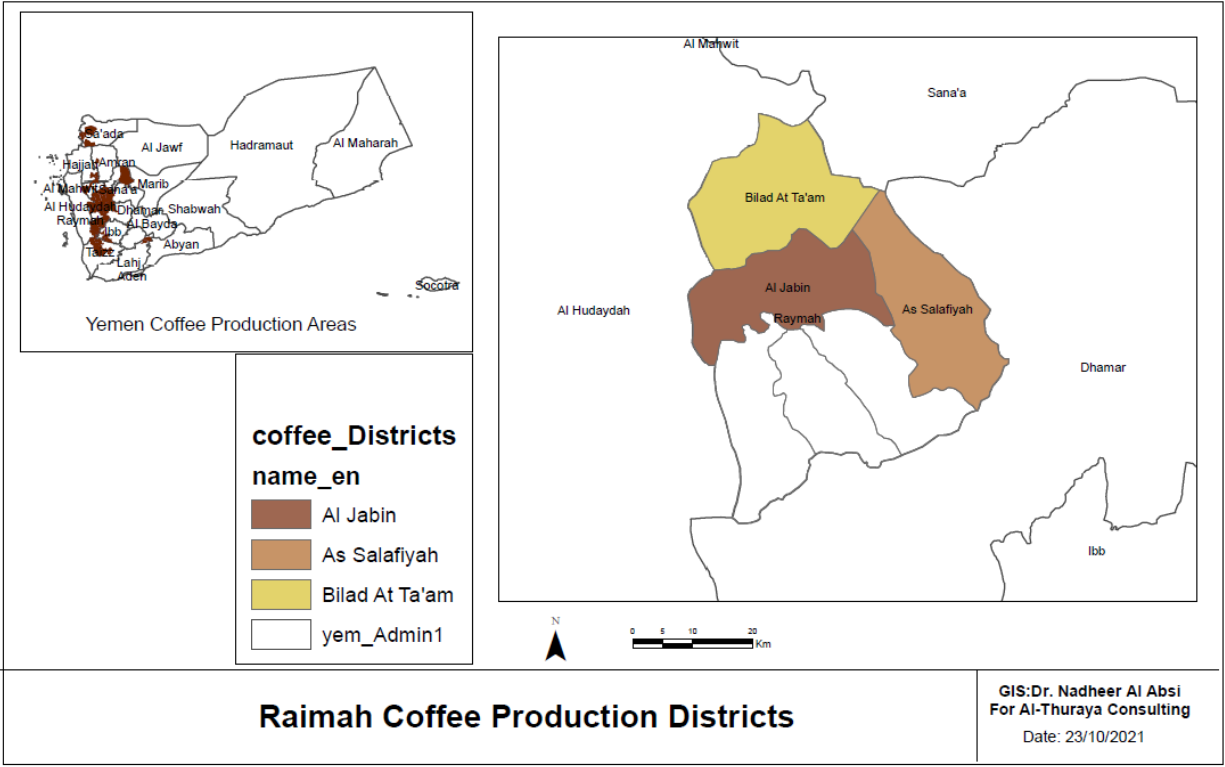 Sa'ada
Al Jawf
Hadramaut
Al Maharah
Hajjah
Amran
Al Mahwit
Sana'a
Marib
Al Hudaydah
Dhamar
Shabwah
Raymah
Al Bayda
Ibb
Abyan
Taizz
Lahj
Aden
Socotra
Yemen Coffee Production Areas
coffee_Districts
name_en
Al Jabin
As Salafiyah
Bilad At Ta'am
yem_Admin1
Al Mahwit
Sana'a
Bilad At Ta'am
Al Jabin
Al Hudaydah
Raymah
As Salafiyah
Dhamar
Ibb
N
0 5 10 20
Km
Raimah Coffee Production Districts
GIS:Dr. Nadheer Al Absi
For Al-Thuraya Consulting
Date: 23/10/2021